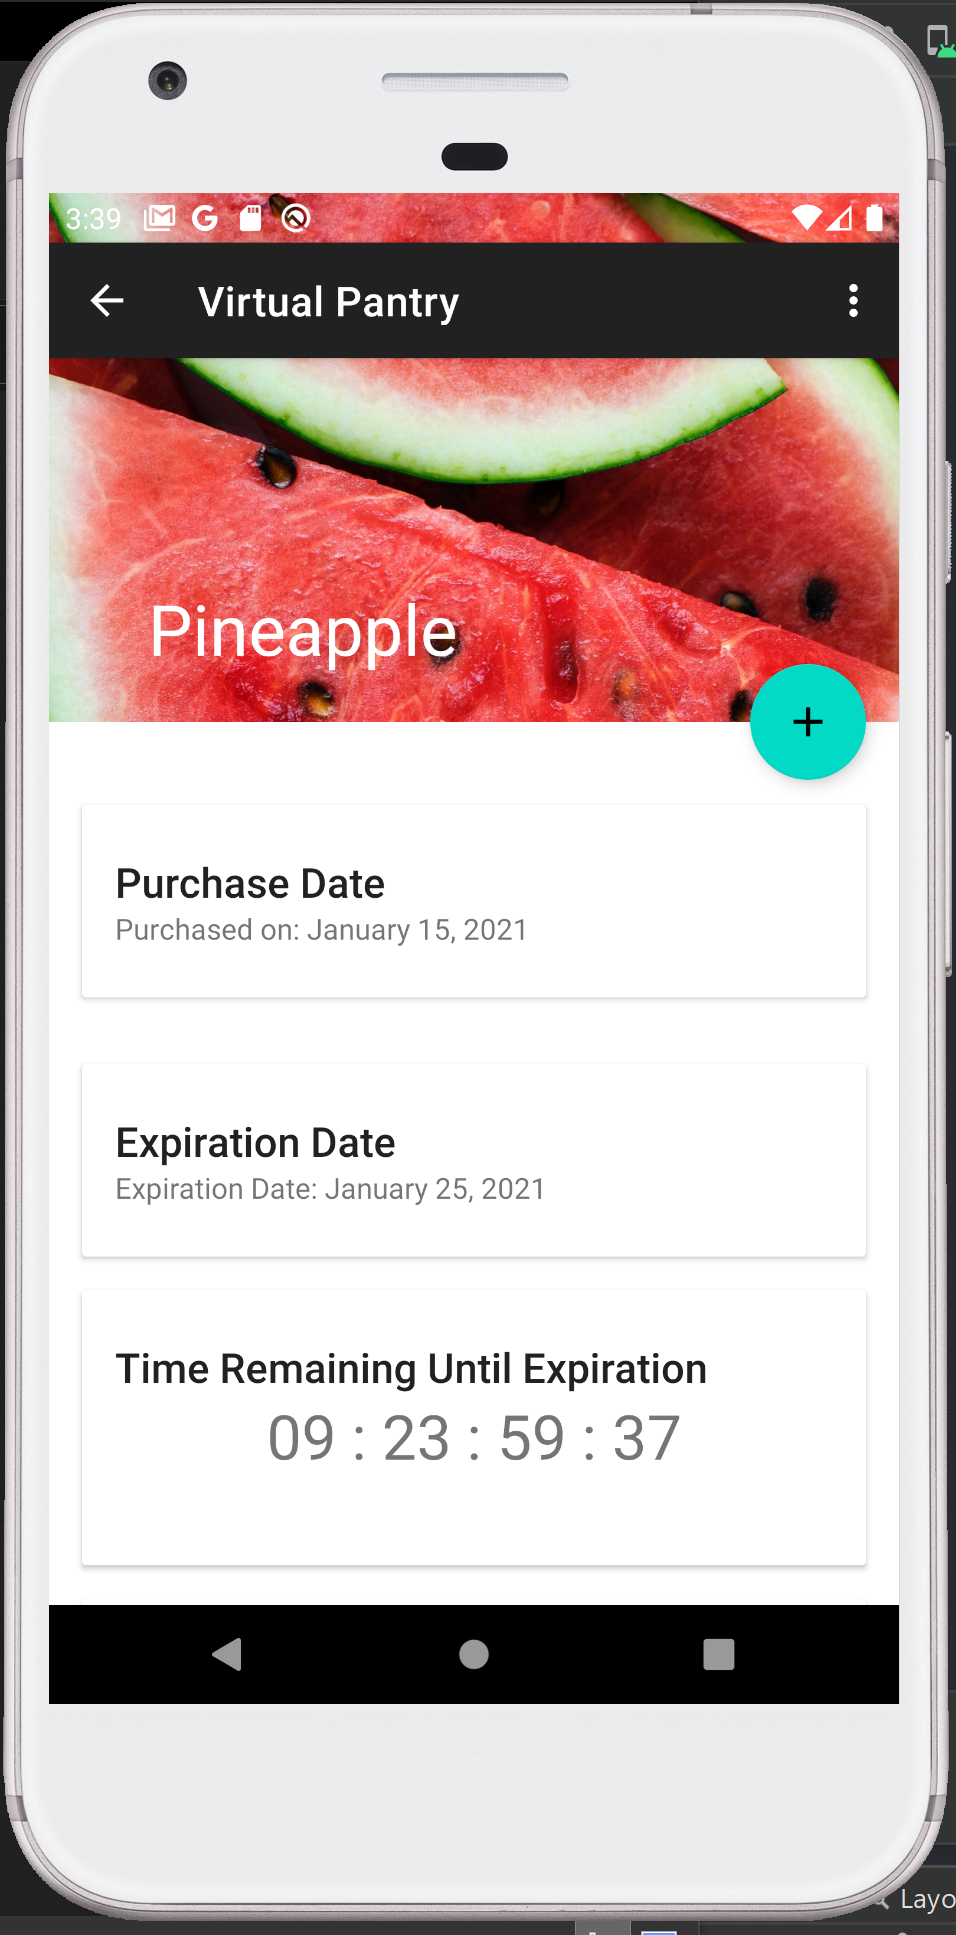 3:39
Virtual Pantry
Pineapple
Purchase Date
Purchased on: January 15, 2021
Expiration Date
Expiration Date: January 25, 2021
Time Remaining Until Expiration
09 : 23 : 59 : 37
Layo